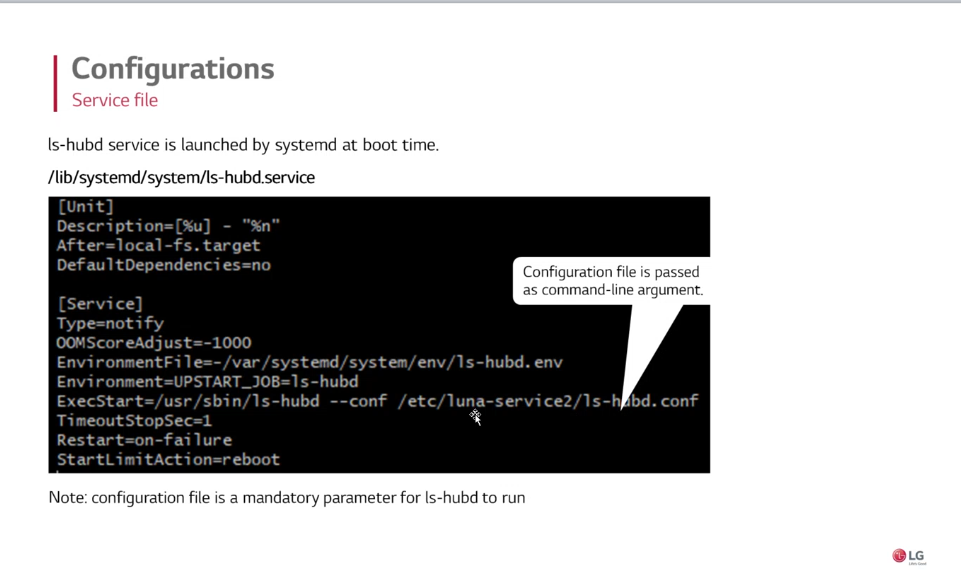 Configurations
Service file
ls-hubd service is launched by systemd at boot time.
/lib/systemd/system/ls-hubd.service
[Unit]
Description=[%u] - "%n"
After=local-fs.target
DefaultDependencies=no
Configuration file is passed
as command-line argument.
[Service]
Type=notify
OOMScoreAdjust=-1000
EnvironmentFile=-/var/systemd/system/env/ls-hubd.env
Environment=UPSTART_JOB=ls-hubd
ExecStart=/usr/sbin/ls-hubd --conf /etc/luna-service2/ls-hubd.conf
TimeoutStopSec=1
Restart=on-failure
StartLimitAction=reboot
Note: configuration file is a mandatory parameter for ls-hubd to run
LG